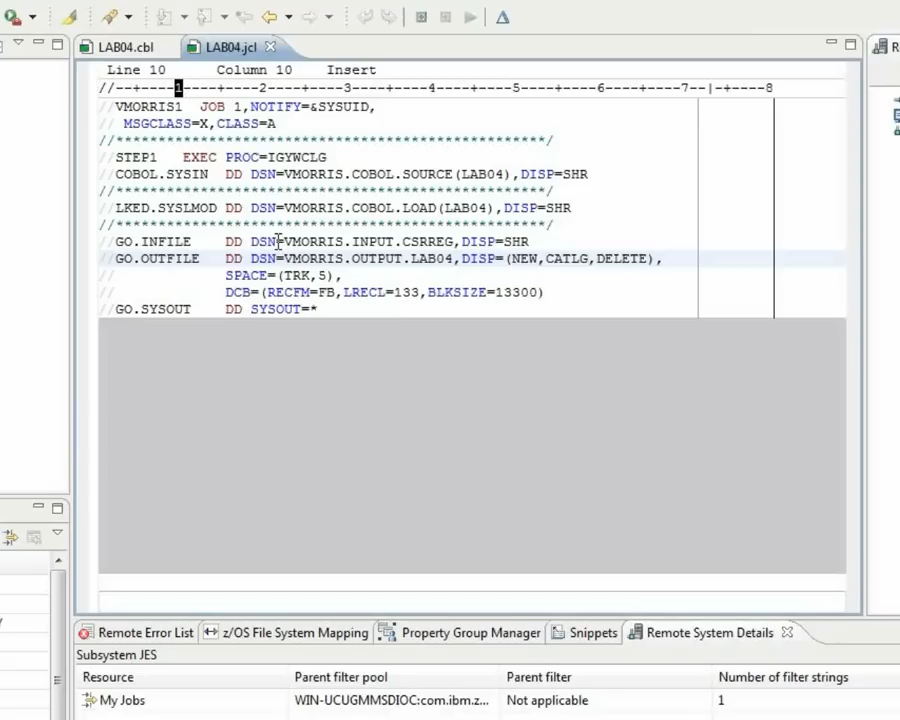 LAB04.cbl LAB04.jcl
Line 10 Column 10 Insert
//--+----1----+----2----+----3----+----4----+----5----+----6----+----7--|-+---8
//VMORRIS1  JOB 1,NOTIFY=&SYSUID,
// MSGCLASS=X,CLASS=A
//***************************************************/
//STEP1   EXEC PROC=IGYWCLG
//COBOL.SYSIN  DD DSN=VMORRIS.COBOL.SOURCE(LAB04),DISP=SHR
//***************************************************/
//LKED.SYSLMOD DD DSN=VMORRIS.COBOL.LOAD(LAB04),DISP=SHR
//***************************************************/
//GO.INFILE    DD DSN=VMORRIS.INPUT.CSRREG,DISP=SHR
//GO.OUTFILE   DD DSN=VMORRIS.OUTPUT.LAB04,DISP=(NEW,CATLG,DELETE),
//             SPACE=(TRK,5),
//             DCB=(RECFM=FB,LRECL=133,BLKSIZE=13300)
//GO.SYSOUT    DD SYSOUT=*
Remote Error List z/OS File System Mapping Property Group Manager Snippets Remote System Details
Subsystem JES
Resource Parent filter pool Parent filter Number of filter strings
My Jobs WIN-UCUGMMSDIOC:com.ibm.z... Not applicable 1